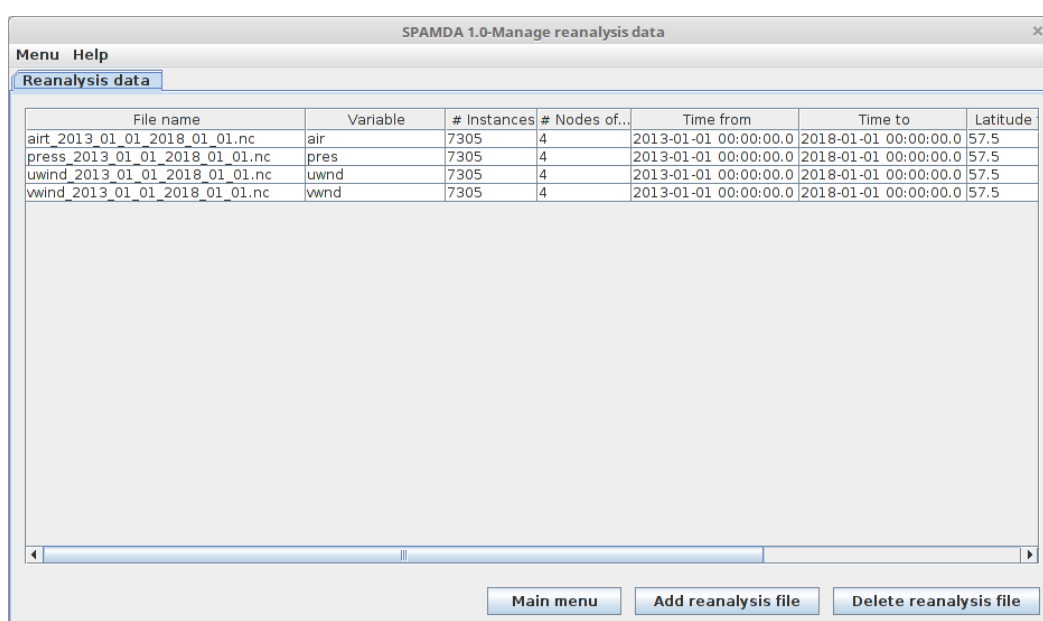 SPAMDA 1.0-Manage reanalysis data ×
Menu Help
Reanalysis data
File name Variable # Instances # Nodes of... Time from Time to Latitude
airt_2013_01_01_2018_01_01.nc air 7305 4 2013-01-01 00:00:00.0 2018-01-01 00:00:00.0 57.5
press_2013_01_01_2018_01_01.nc pres 7305 4 2013-01-01 00:00:00.0 2018-01-01 00:00:00.0 57.5
uwind_2013_01_01_2018_01_01.nc uwnd 7305 4 2013-01-01 00:00:00.0 2018-01-01 00:00:00.0 57.5
vwind_2013_01_01_2018_01_01.nc vwnd 7305 4 2013-01-01 00:00:00.0 2018-01-01 00:00:00.0 57.5
Main menu Add reanalysis file Delete reanalysis file